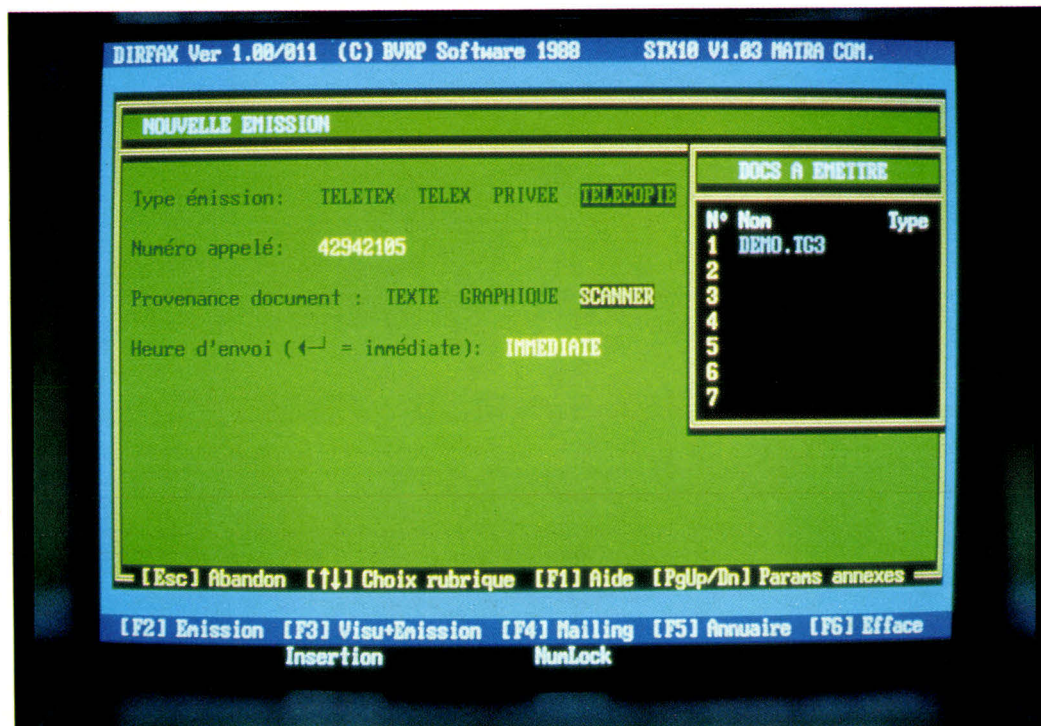 DIRFAX Ver 1.00/011 (C) BVRP Software 1988 STX10 V1.03 MATRA COM.
NOUVELLE EMISSION
DOCS A EMETTRE
Type émission: TELETEX TELEX PRIVEE TELECOPIE
Numéro appelé: 42942105
Provenance document : TEXTE GRAPHIQUE SCANNER
Heure d'envoi (◄─┘ = immédiate): IMMEDIATE
N° Nom Type
1 DEMO.TG3
2
3
4
5
6
7
[Esc] Abandon [↑↓] Choix rubrique [F1] Aide [PgUp/Dn] Params annexes
[F2] Emission [F3] Visu+Emission [F4] Mailing [F5] Annuaire [F6] Efface
Insertion NumLock